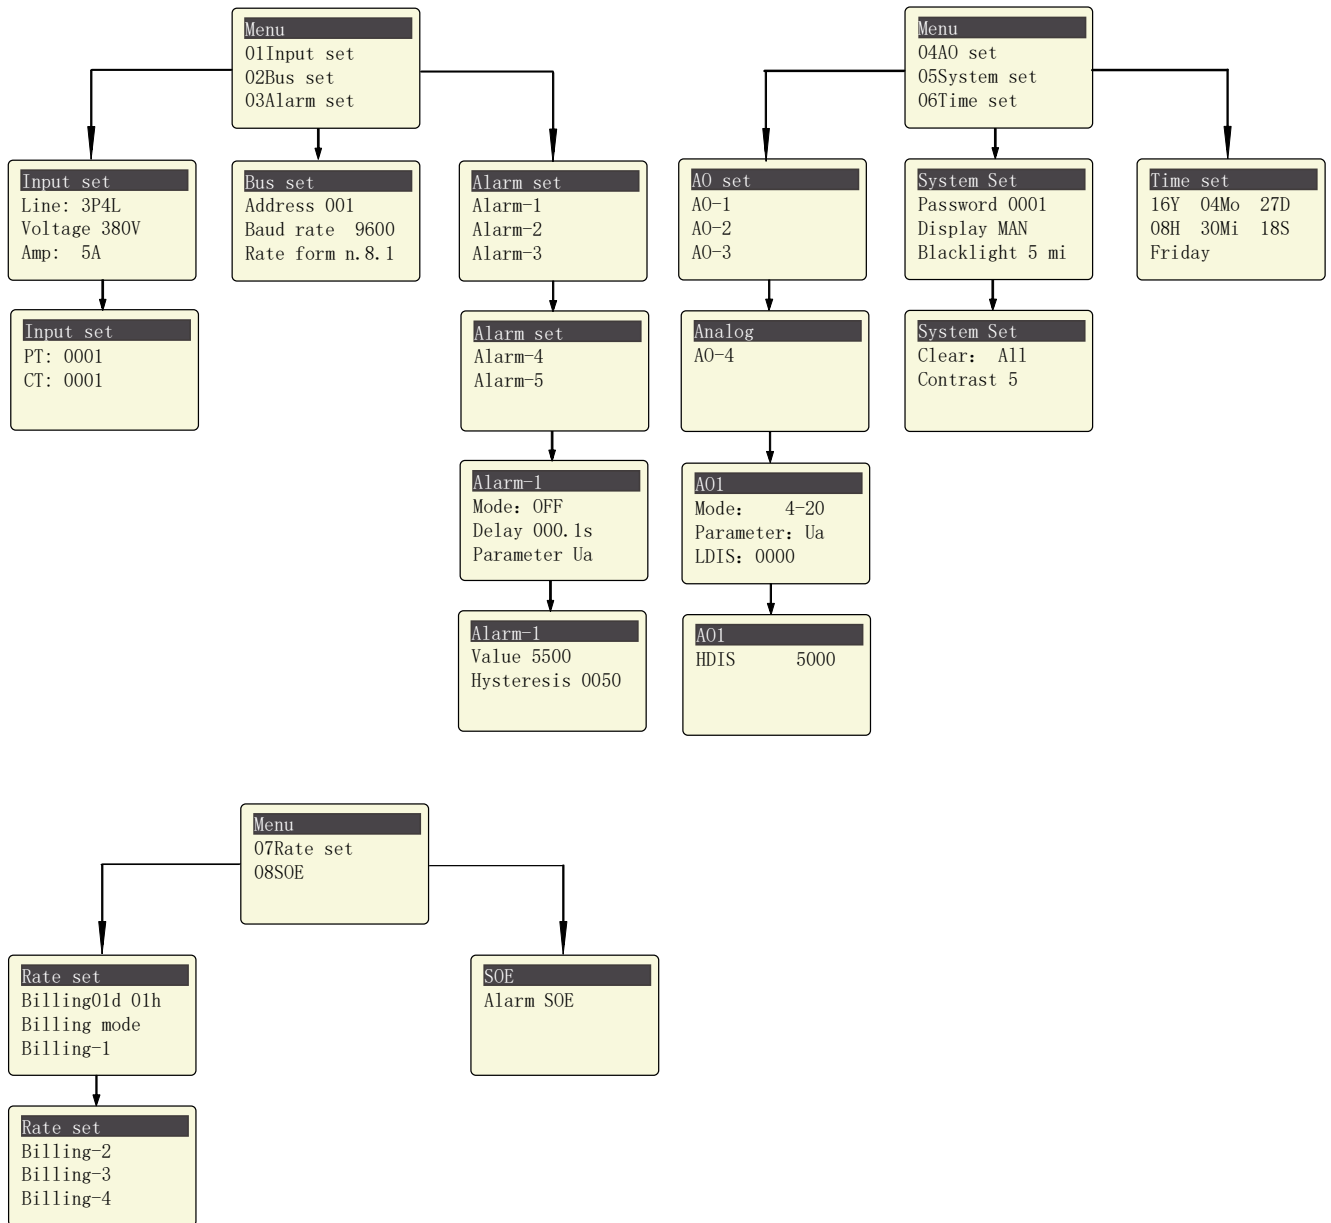 Menu
01Input set
02Bus set
03Alarm set
Menu
04AO set
05System set
06Time set
Input set
Line: 3P4L
Voltage 380V
Amp: 5A
Bus set
Address 001
Baud rate 9600
Rate form n.8.1
Alarm set
Alarm-1
Alarm-2
Alarm-3
AO set
AO-1
AO-2
AO-3
System Set
Password 0001
Display MAN
Blacklight 5 mi
Time set
16Y 04Mo 27D
08H 30Mi 18S
Friday
Input set
PT: 0001
CT: 0001
Alarm set
Alarm-4
Alarm-5
Analog
AO-4
System Set
Clear: All
Contrast 5
Alarm-1
Mode: OFF
Delay 000.1s
Parameter Ua
AO1
Mode: 4-20
Parameter: Ua
LDIS: 0000
Alarm-1
Value 5500
Hysteresis 0050
AO1
HDIS 5000
Menu
07Rate set
08SOE
Rate set
Billing01d 01h
Billing mode
Billing-1
SOE
Alarm SOE
Rate set
Billing-2
Billing-3
Billing-4